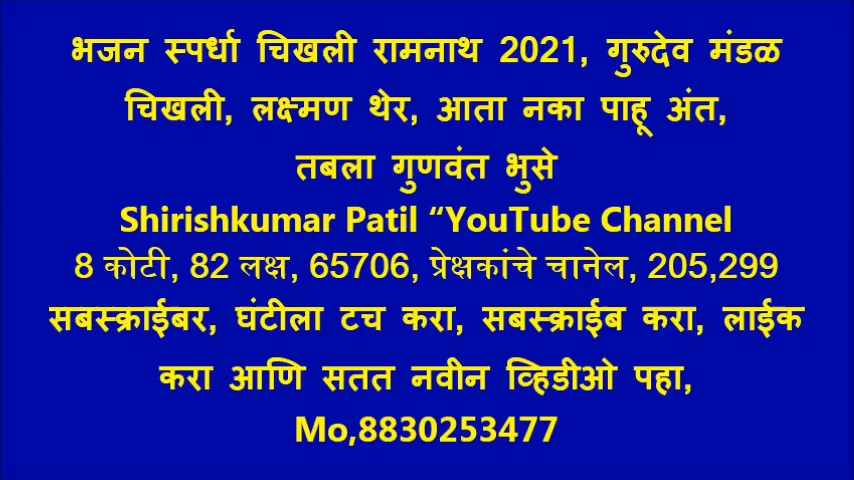 भजन स्पर्धा चिखली रामनाथ 2021, गुरुदेव मंडळ
चिखली, लक्ष्मण थेर, आता नका पाहू अंत,
तबला गुणवंत भुसे
Shirishkumar Patil “YouTube Channel
8 कोटी, 82 लक्ष, 65706, प्रेक्षकांचे चानेल, 205,299
सबस्क्राईबर, घंटीला टच करा, सबस्क्राईब करा, लाईक
करा आणि सतत नवीन व्हिडीओ पहा,
Mo,8830253477